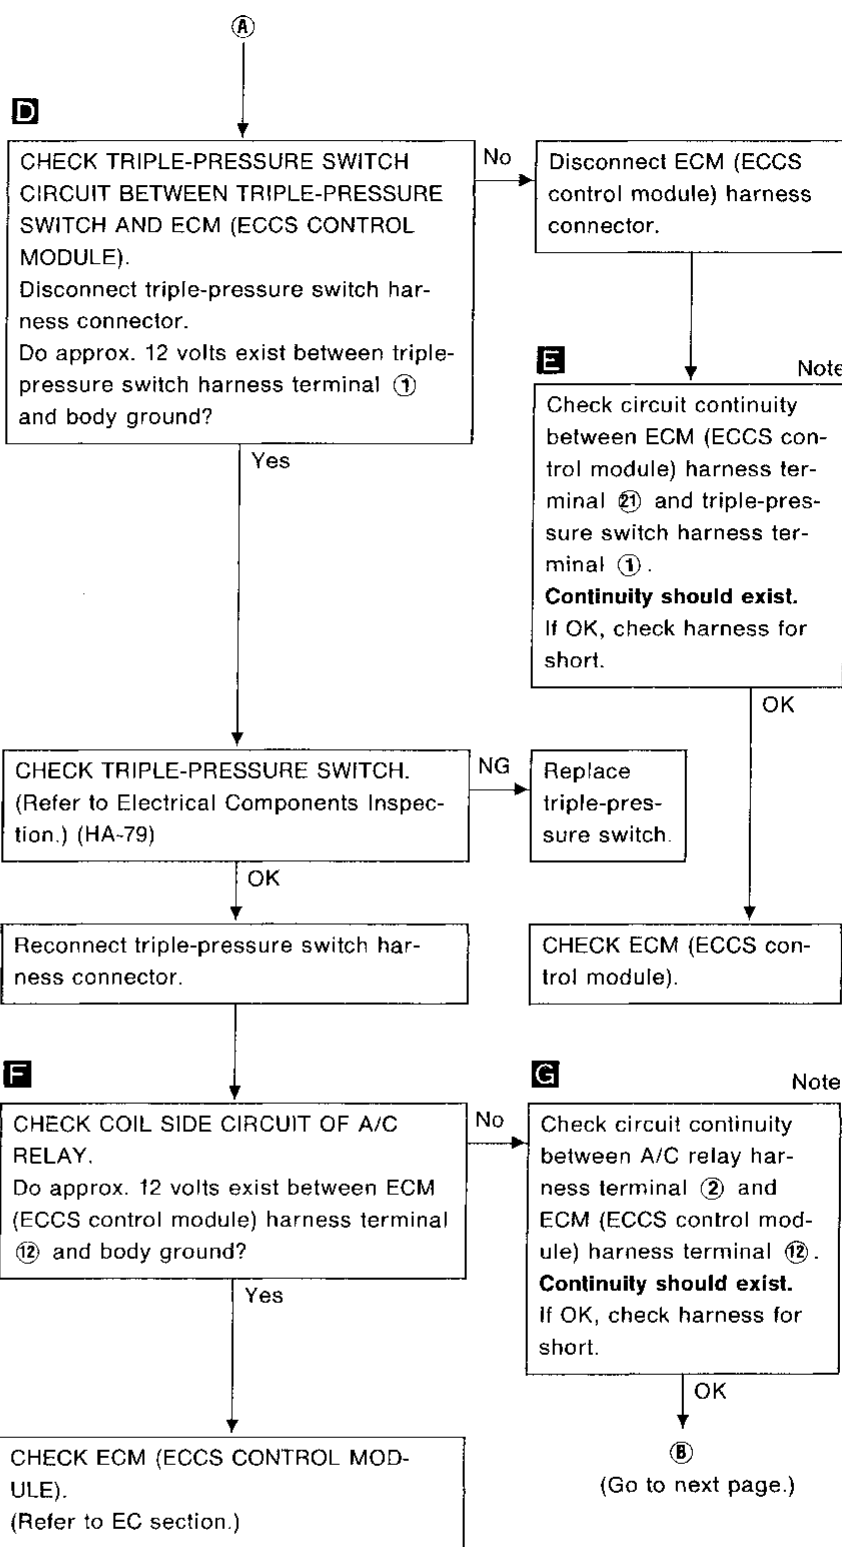 A
D
CHECK TRIPLE-PRESSURE SWITCH
CIRCUIT BETWEEN TRIPLE-PRESSURE
SWITCH AND ECM (ECCS CONTROL
MODULE).
Disconnect triple-pressure switch har-
ness connector.
Do approx. 12 volts exist between triple-
pressure switch harness terminal ①
and body ground?
No
Disconnect ECM (ECCS
control module) harness
connector.
Yes
E
Note
Check circuit continuity
between ECM (ECCS con-
trol module) harness ter-
minal ㉑ and triple-pres-
sure switch harness ter-
minal ①.
Continuity should exist.
If OK, check harness for
short.
OK
CHECK TRIPLE-PRESSURE SWITCH.
(Refer to Electrical Components Inspec-
tion.) (HA-79)
NG
Replace
triple-pres-
sure switch.
OK
Reconnect triple-pressure switch har-
ness connector.
CHECK ECM (ECCS con-
trol module).
F
CHECK COIL SIDE CIRCUIT OF A/C
RELAY.
Do approx. 12 volts exist between ECM
(ECCS control module) harness terminal
⑫ and body ground?
No
G
Note
Check circuit continuity
between A/C relay har-
ness terminal ② and
ECM (ECCS control mod-
ule) harness terminal ⑫.
Continuity should exist.
If OK, check harness for
short.
Yes
OK
CHECK ECM (ECCS CONTROL MOD-
ULE).
(Refer to EC section.)
B
(Go to next page.)